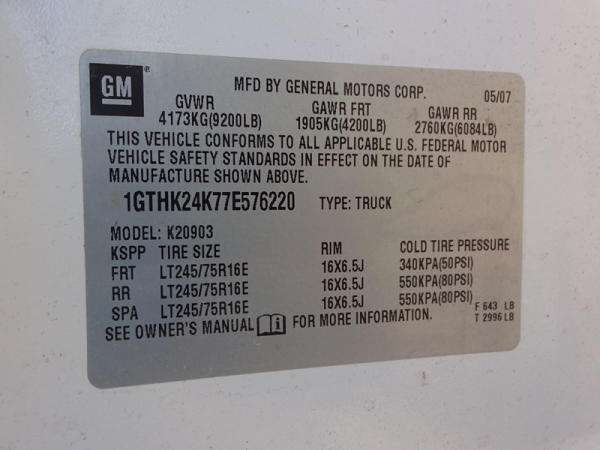 GM ®
MFD BY GENERAL MOTORS CORP. 05/07
GVWR GAWR FRT GAWR RR
4173KG(9200LB) 1905KG(4200LB) 2760KG(6084LB)
THIS VEHICLE CONFORMS TO ALL APPLICABLE U.S. FEDERAL MOTOR
VEHICLE SAFETY STANDARDS IN EFFECT ON THE DATE OF
MANUFACTURE SHOWN ABOVE.
1GTHK24K77E576220 TYPE: TRUCK
MODEL: K20903
KSPP TIRE SIZE RIM COLD TIRE PRESSURE
FRT LT245/75R16E 16X6.5J 340KPA(50PSI)
RR LT245/75R16E 16X6.5J 550KPA(80PSI)
SPA LT245/75R16E 16X6.5J 550KPA(80PSI)
F 643 LB
SEE OWNER'S MANUAL i FOR MORE INFORMATION. T 2996 LB